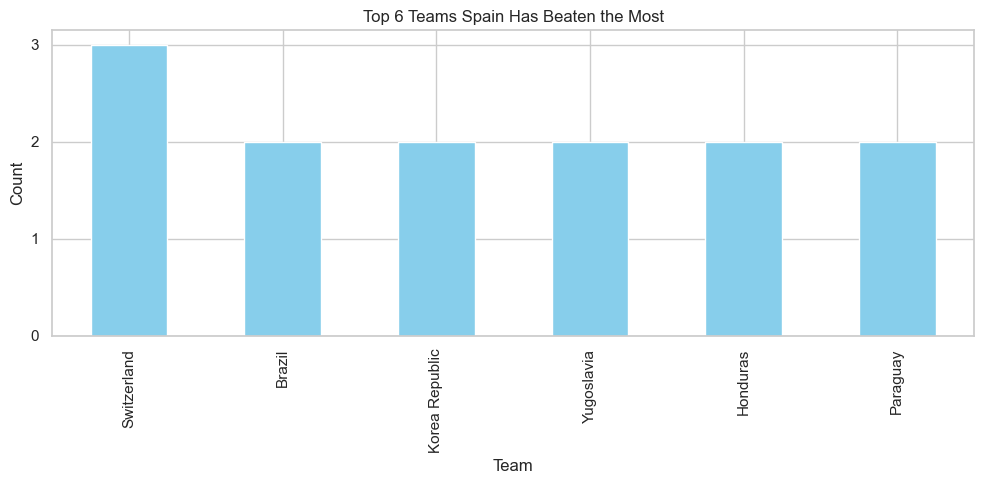 Top 6 Teams Spain Has Beaten the Most
Count
3
2
1
0
Switzerland
Brazil
Korea Republic
Yugoslavia
Honduras
Paraguay
Team